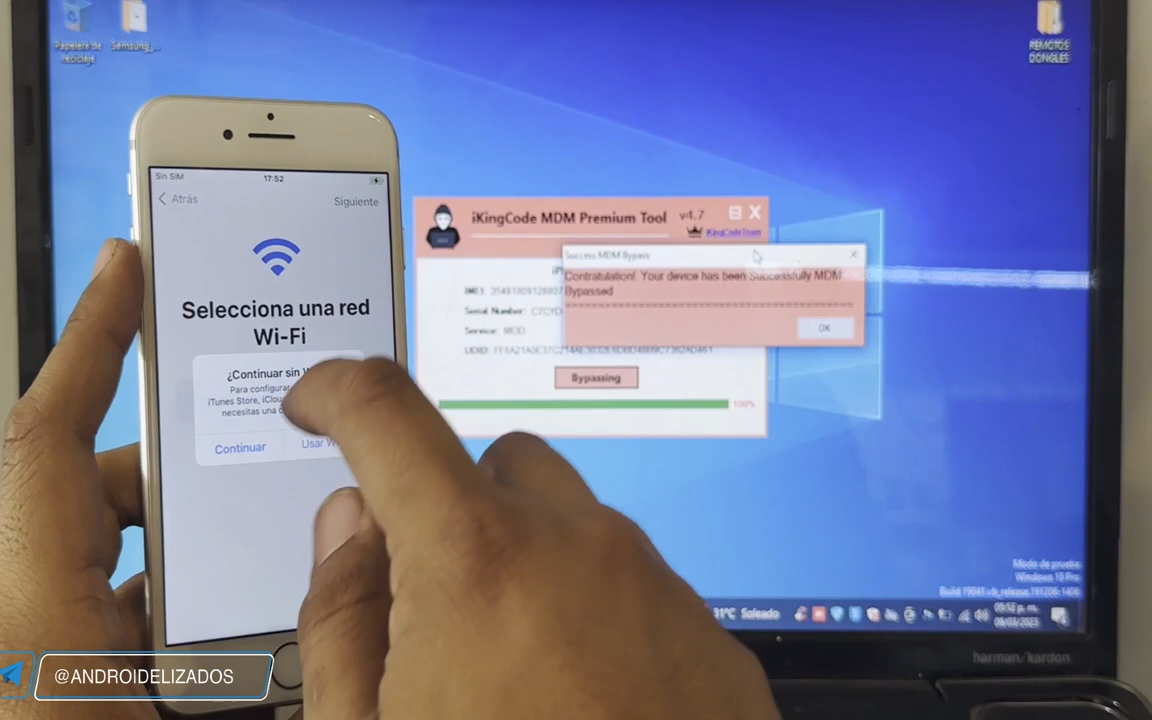 Papelera de
reciclaje
Samsung_...
REMOTOS
DONGLES
Sin SIM
17:52
Atrás
Siguiente
Selecciona una red
Wi-Fi
¿Continuar sin
Para configurar
iTunes Store, iClou
necesitas una
Continuar
Usar
iKingCode MDM Premium Tool
v4.7
iKingCodeTeam
Success MDM Bypass
Contratulation! Your device has been Successfully MDM
Bypassed
OK
IMEI:
Serial Number:
Service: MEID
UDID:
Bypassing
100%
Modo de prueba
Windows 10 Pro
31°C Soleado
05:52 p. m.
harman/kardon
@ANDROIDELIZADOS